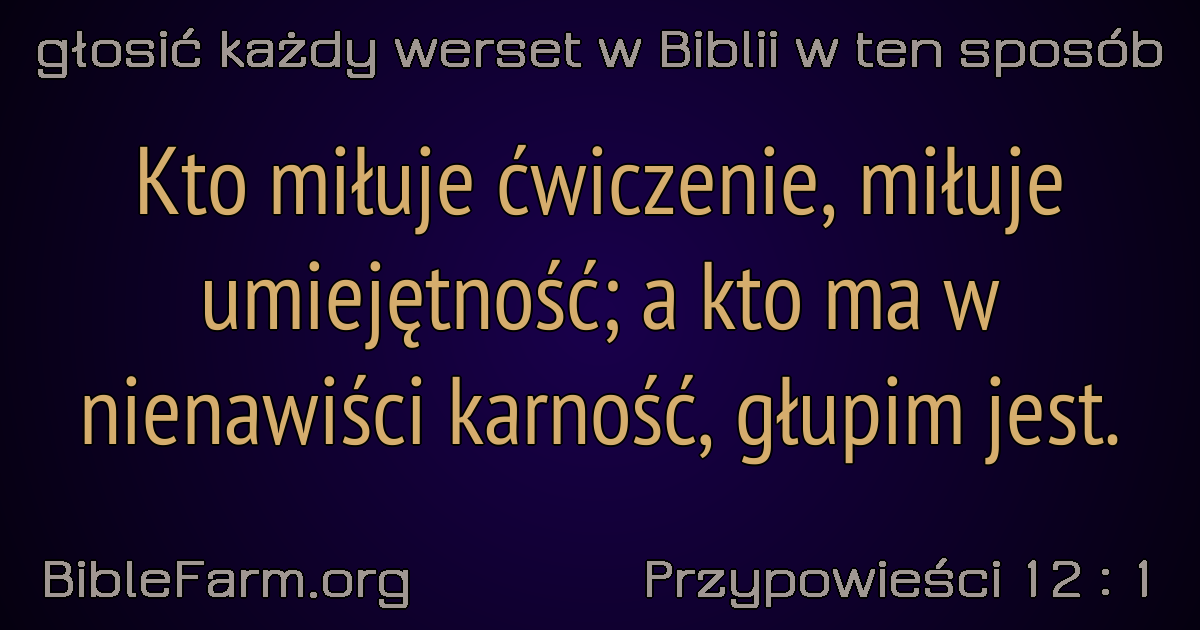 głosić każdy werset w Biblii w ten sposób
Kto miłuje ćwiczenie, miłuje
umiejętność; a kto ma w
nienawiści karność, głupim jest.
BibleFarm.org
Przypowieści 12 : 1